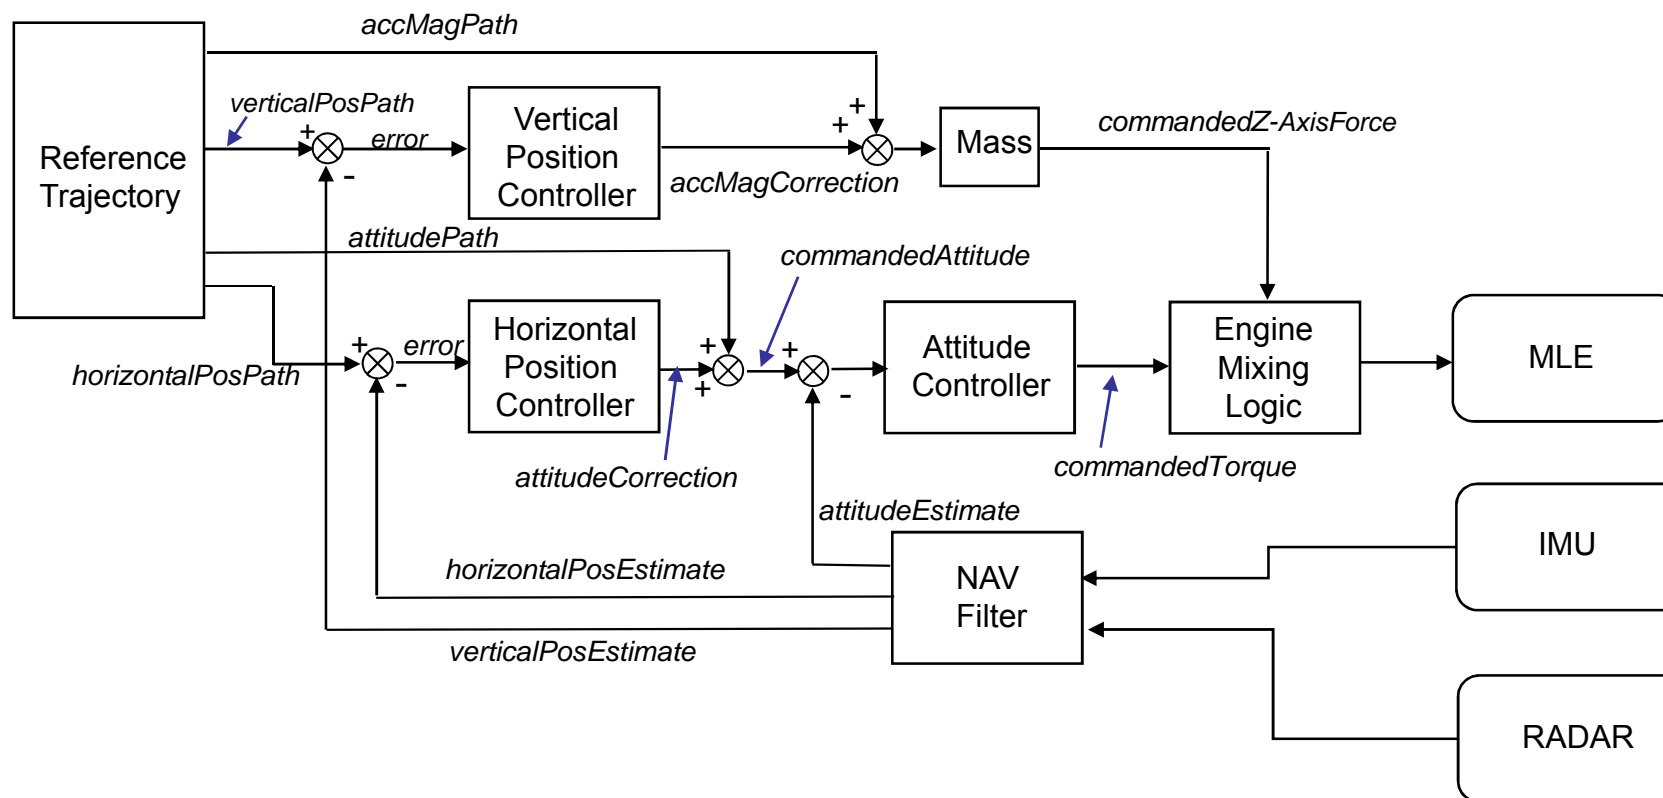 accMagPath
verticalPosPath
+
error
-
Reference
Trajectory
Vertical
Position
Controller
+
+
accMagCorrection
Mass
commandedZ-AxisForce
attitudePath
commandedAttitude
horizontalPosPath
+
error
-
Horizontal
Position
Controller
+
+
attitudeCorrection
+
-
Attitude
Controller
commandedTorque
Engine
Mixing
Logic
MLE
attitudeEstimate
horizontalPosEstimate
verticalPosEstimate
NAV
Filter
IMU
RADAR